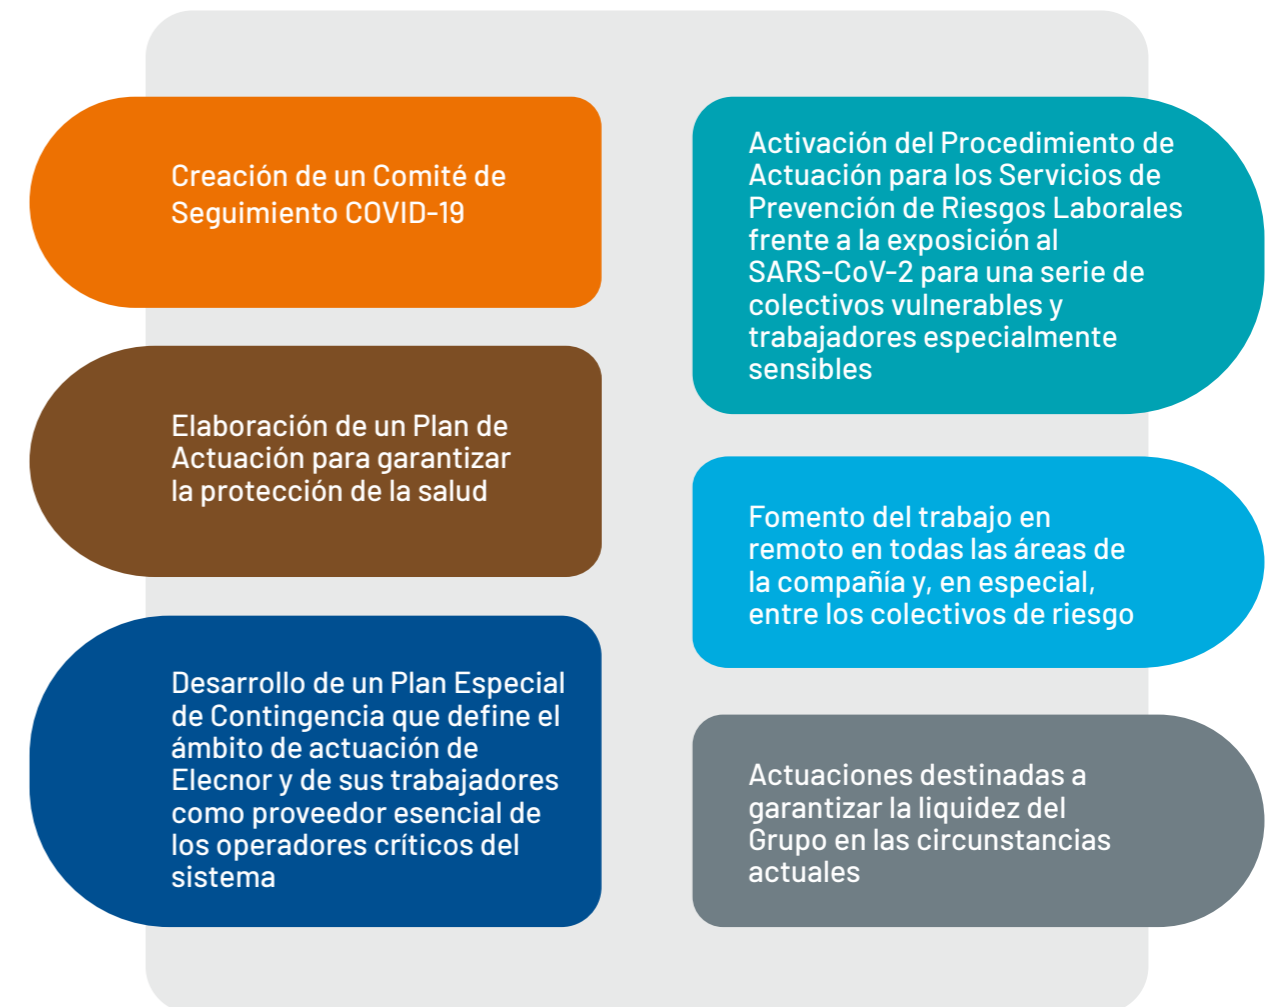 Creación de un Comité de
Seguimiento COVID-19
Elaboración de un Plan de
Actuación para garantizar
la protección de la salud
Desarrollo de un Plan Especial
de Contingencia que define el
ámbito de actuación de
Elecnor y de sus trabajadores
como proveedor esencial de
los operadores críticos del
sistema
Activación del Procedimiento de
Actuación para los Servicios de
Prevención de Riesgos Laborales
frente a la exposición al
SARS-CoV-2 para una serie de
colectivos vulnerables y
trabajadores especialmente
sensibles
Fomento del trabajo en
remoto en todas las áreas de
la compañía y, en especial,
entre los colectivos de riesgo
Actuaciones destinadas a
garantizar la liquidez del
Grupo en las circunstancias
actuales